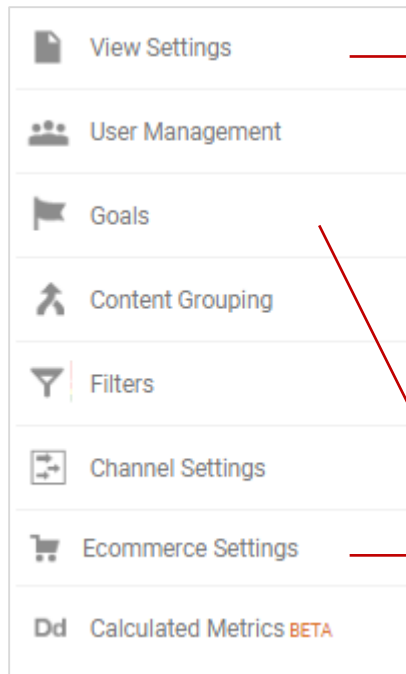 View Settings
User Management
Goals
Content Grouping
Filters
Channel Settings
Ecommerce Settings
Dd Calculated Metrics BETA